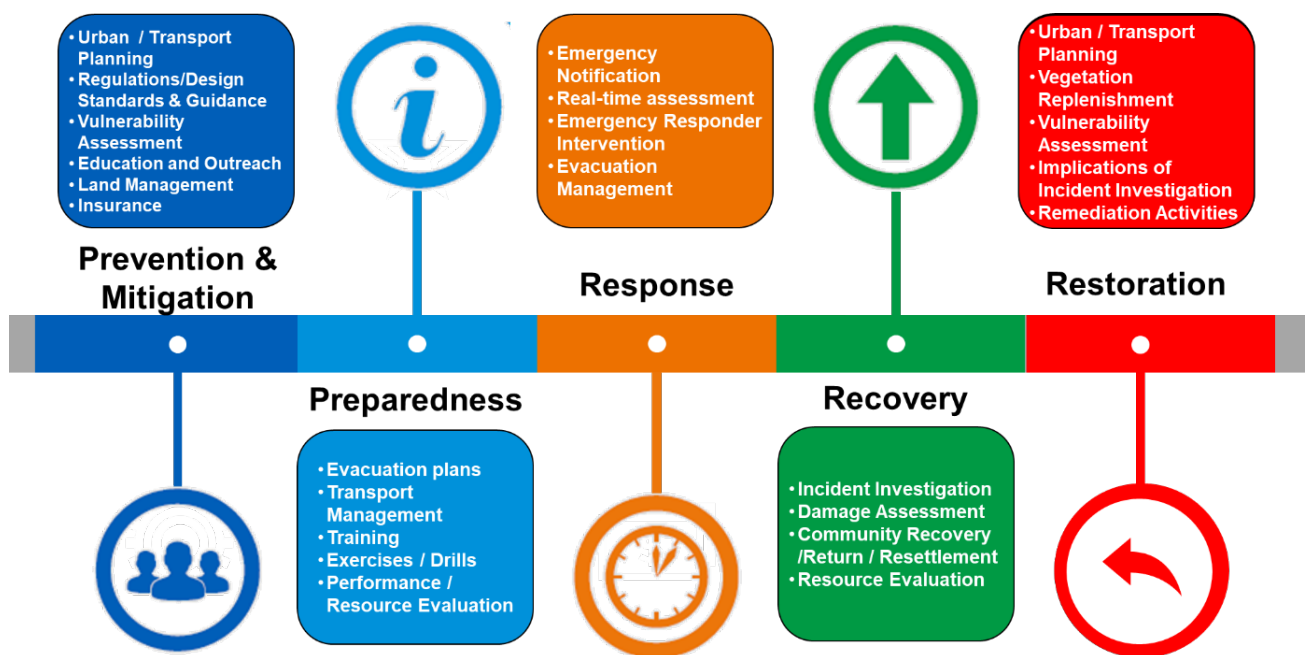 • Urban / Transport
Planning
• Regulations/Design
Standards & Guidance
• Vulnerability
Assessment
• Education and Outreach
• Land Management
• Insurance
Prevention &
Mitigation
i
Preparedness
• Evacuation plans
• Transport
Management
• Training
• Exercises / Drills
• Performance /
Resource Evaluation
• Emergency
Notification
• Real-time assessment
• Emergency Responder
Intervention
• Evacuation
Management
Response
Recovery
• Incident Investigation
• Damage Assessment
• Community Recovery
/Return / Resettlement
• Resource Evaluation
• Urban / Transport
Planning
• Vegetation
Replenishment
• Vulnerability
Assessment
• Implications of
Incident Investigation
• Remediation Activities
Restoration